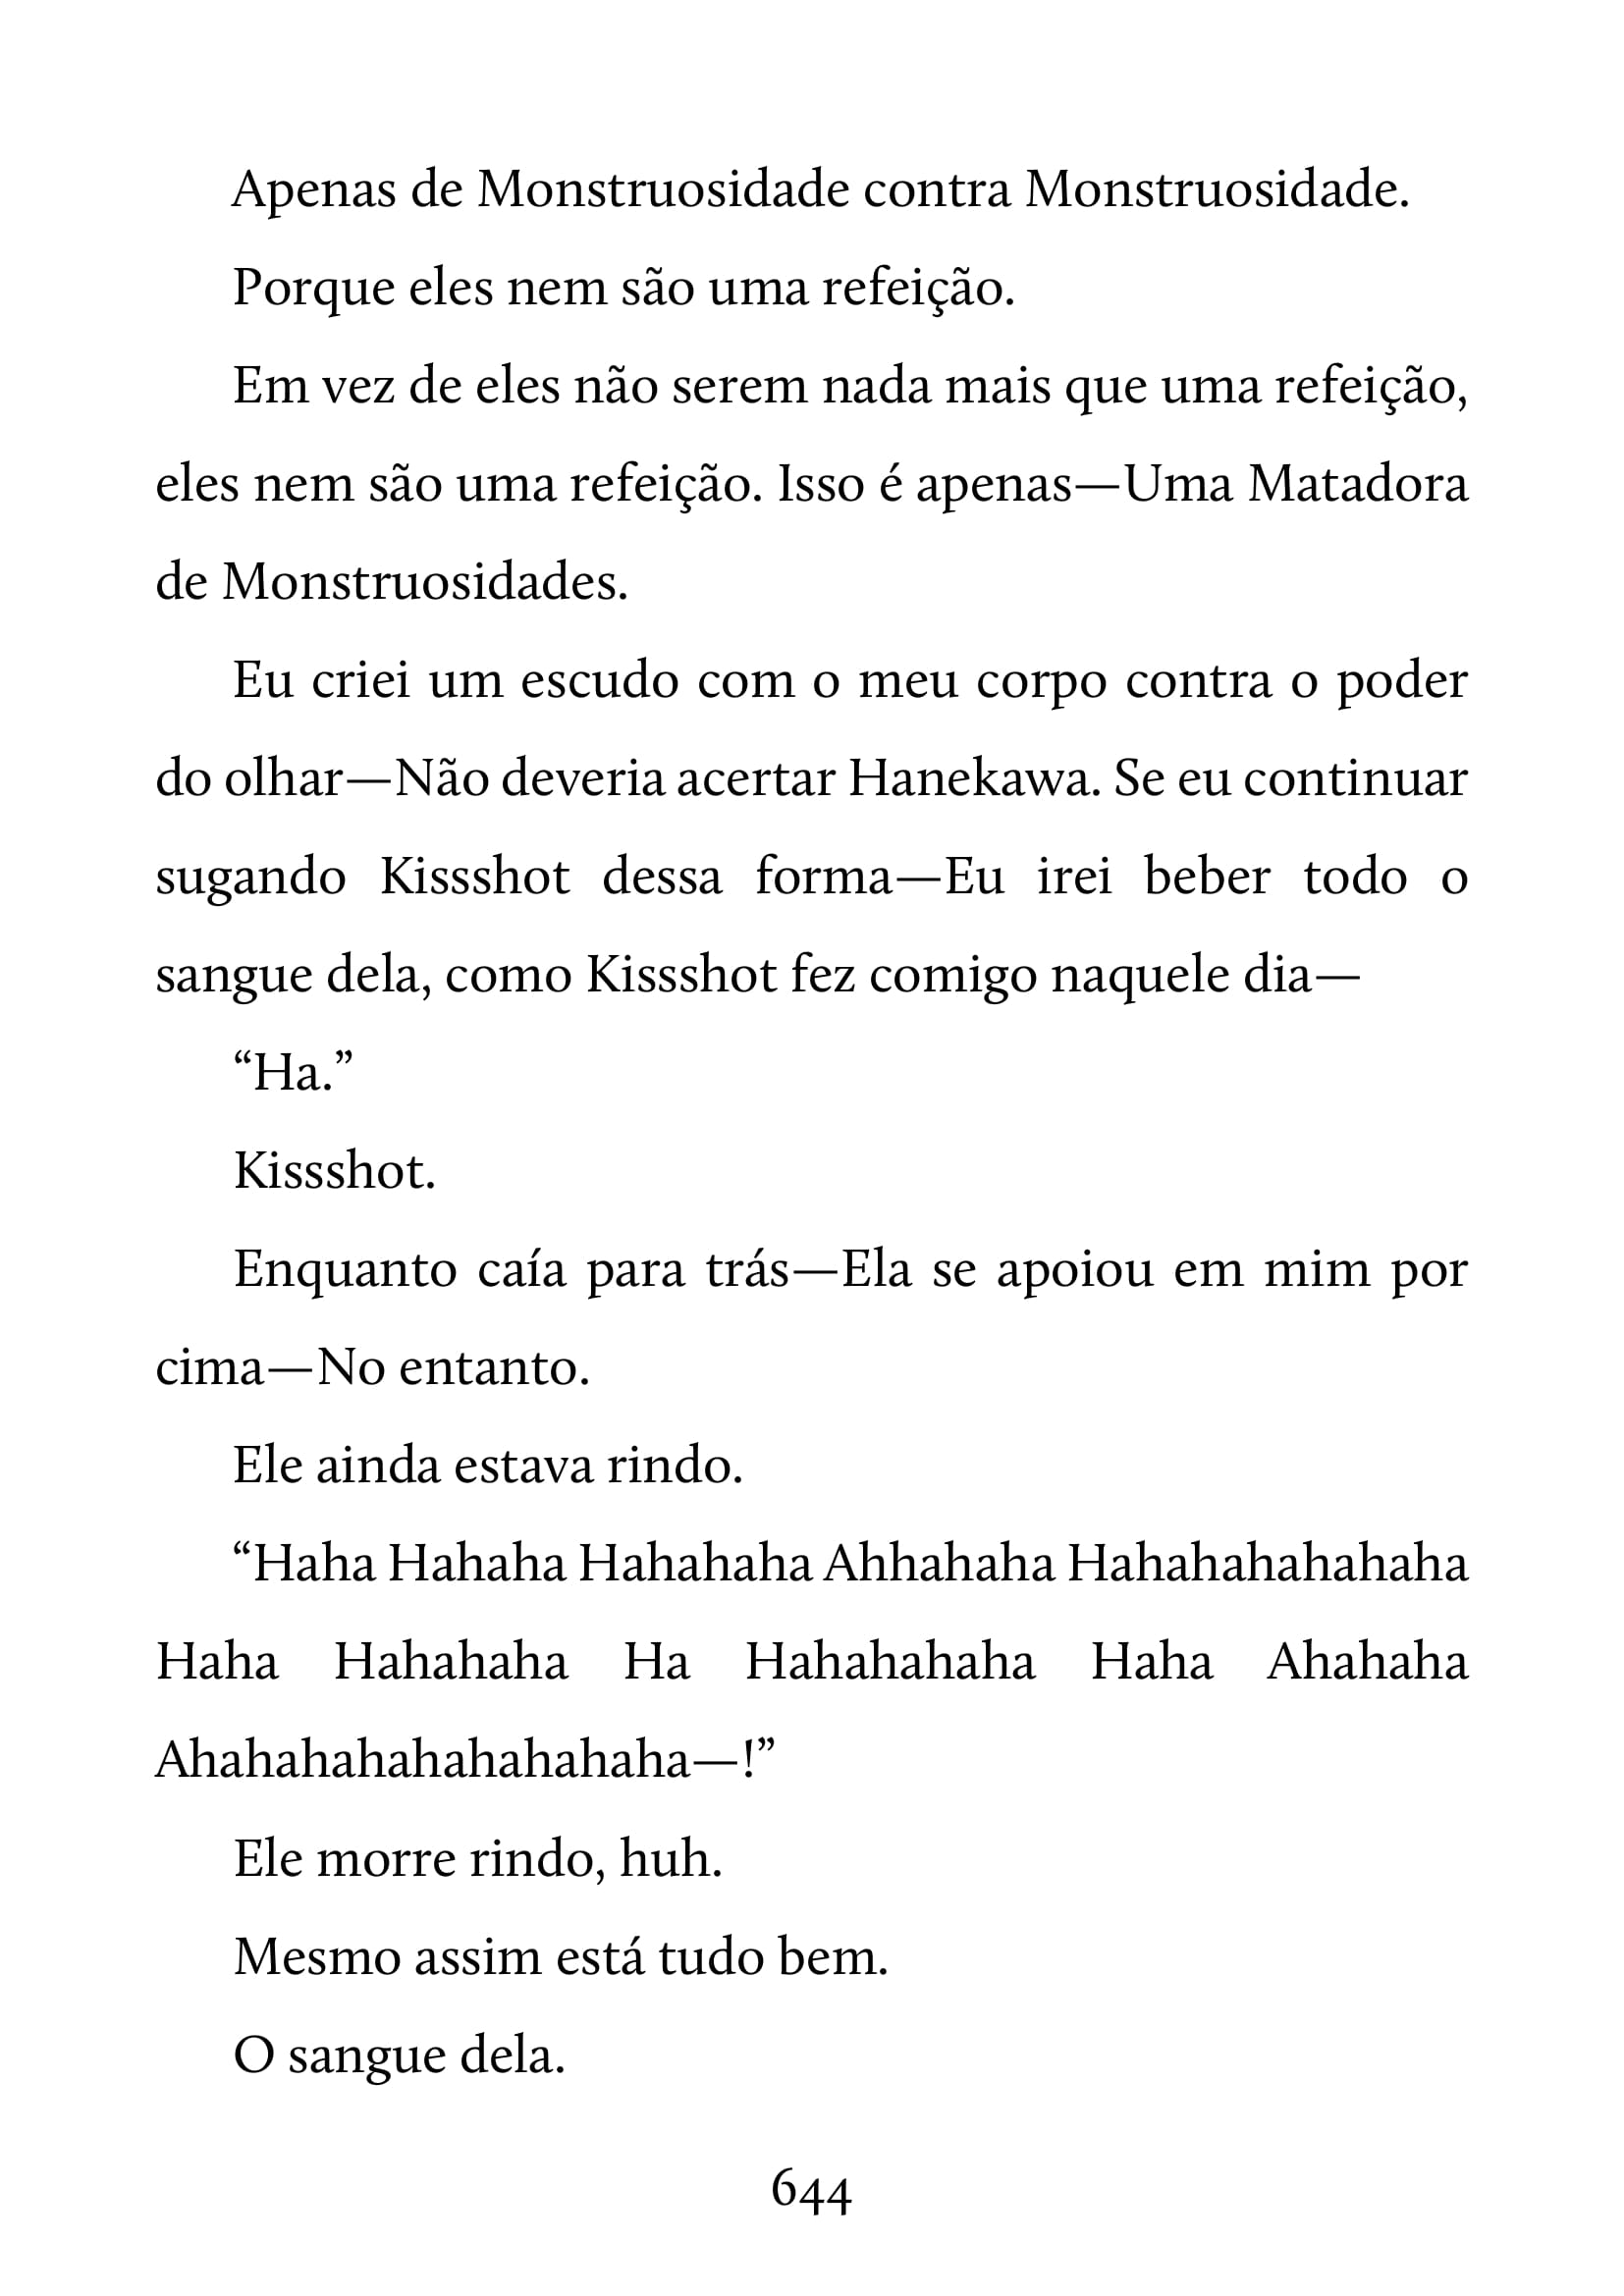 Apenas de Monstruosidade contra Monstruosidade.
Porque eles nem são uma refeição.
Em vez de eles não serem nada mais que uma refeição,
eles nem são uma refeição. Isso é apenas—Uma Matadora
de Monstruosidades.
Eu criei um escudo com o meu corpo contra o poder
do olhar—Não deveria acertar Hanekawa. Se eu continuar
sugando Kissshot dessa forma—Eu irei beber todo o
sangue dela, como Kissshot fez comigo naquele dia—
“Ha.”
Kissshot.
Enquanto caía para trás—Ela se apoiou em mim por
cima—No entanto.
Ele ainda estava rindo.
“Haha Hahaha Hahahaha Ahhahaha Hahahahahahaha
Haha Hahahaha Ha Hahahahaha Haha Ahahaha
Ahahahahahahahahaha—!”
Ele morre rindo, huh.
Mesmo assim está tudo bem.
O sangue dela.
644